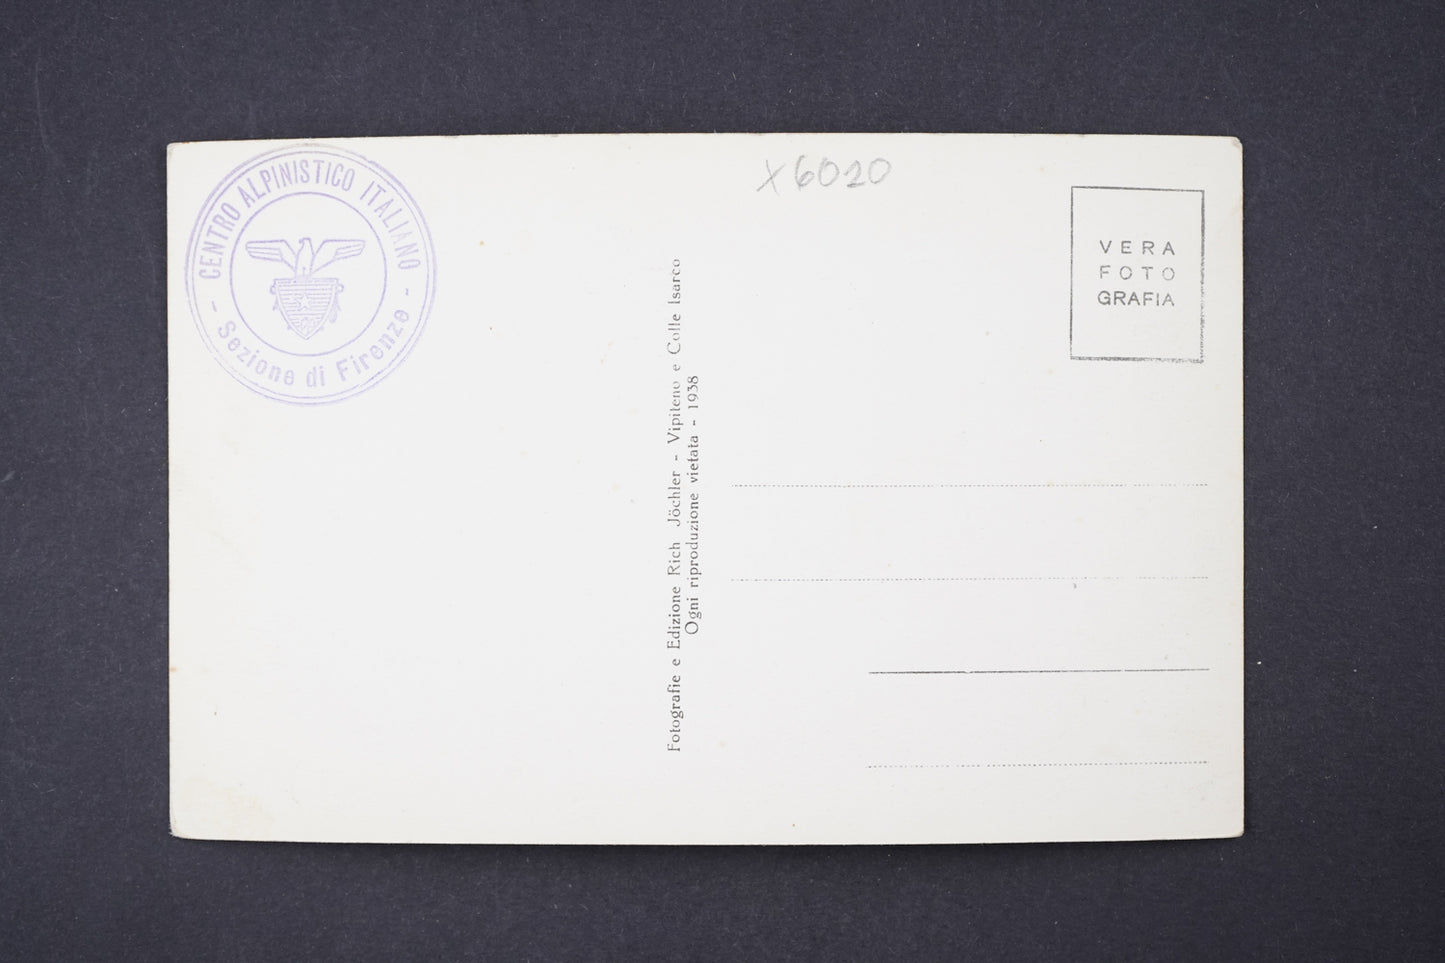 CENTRO ALPINISTICO ITALIANO
- Sezione di Firenze -
X6020
VERA
FOTO
GRAFIA
Fotografie e Edizione Rich Jöchler - Vipiteno e Colle Isarco
Ogni riproduzione vietata - 1938